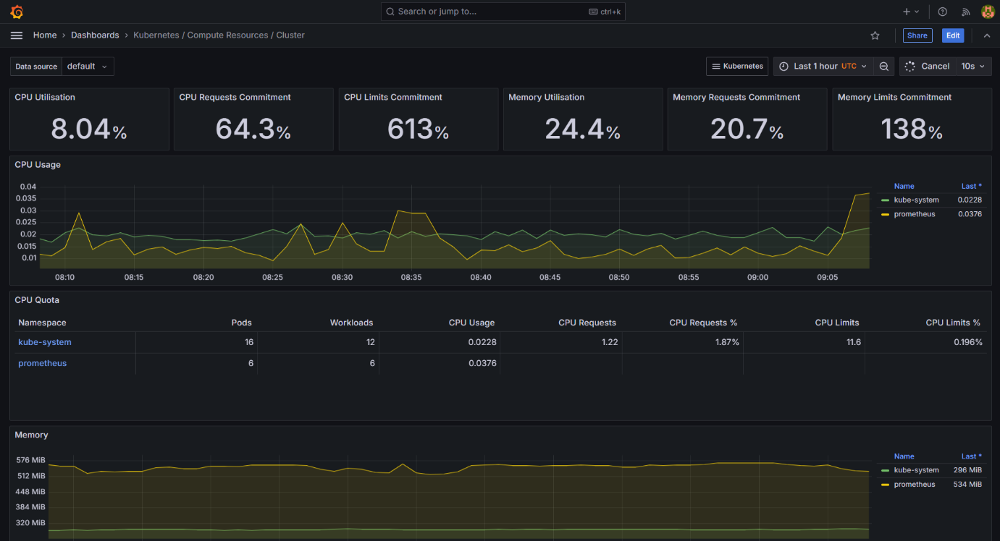 Search or jump to... ctrl+k
Home › Dashboards › Kubernetes / Compute Resources / Cluster Share Edit
Data source default Kubernetes Last 1 hour UTC Cancel 10s
CPU Utilisation CPU Requests Commitment CPU Limits Commitment Memory Utilisation Memory Requests Commitment Memory Limits Commitment
8.04% 64.3% 613% 24.4% 20.7% 138%
CPU Usage
0.04
0.035
0.03
0.025
0.02
0.015
0.01
08:10 08:15 08:20 08:25 08:30 08:35 08:40 08:45 08:50 08:55 09:00 09:05
Name Last *
kube-system 0.0228
prometheus 0.0376
CPU Quota
Namespace Pods Workloads CPU Usage CPU Requests CPU Requests % CPU Limits CPU Limits %
kube-system 16 12 0.0228 1.22 1.87% 11.6 0.196%
prometheus 6 6 0.0376
Memory
576 MiB
512 MiB
448 MiB
384 MiB
320 MiB
Name Last *
kube-system 296 MiB
prometheus 534 MiB